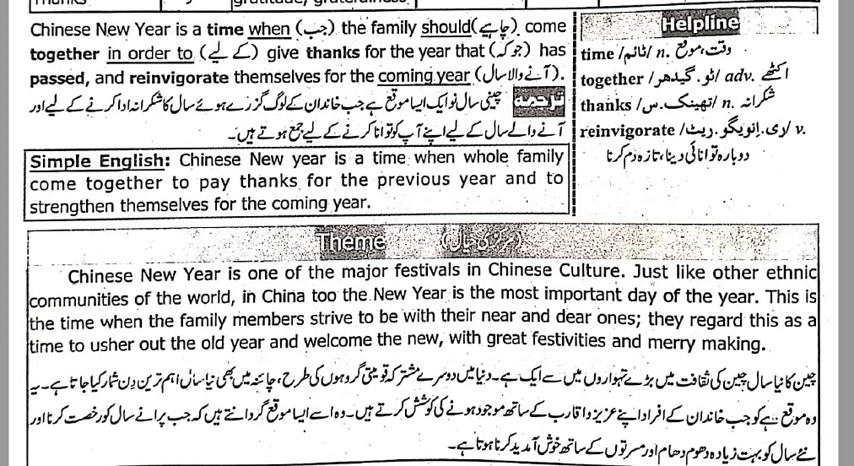 Chinese New Year is a time when (جب) the family should(چاہیے) come
together in order to (کے لیے) give thanks for the year that (جو کہ) has
passed, and reinvigorate themselves for the coming year (آنے والا سال).
ترجمہ چینی سال نو ایک ایسا موقع ہے جب خاندان کے لوگ گزرے ہوئے سال کا شکرانہ ادا کرنے کے لیے اور
آنے والے سال کے لیے اپنے آپ کو توانا کرنے کے لیے جمع ہوتے ہیں۔
Simple English: Chinese New year is a time when whole family
come together to pay thanks for the previous year and to
strengthen themselves for the coming year.
Helpline
time /ٹائم/ n. وقت، موقع
together /ٹو۔گیدھر/ adv. اکٹھے
thanks /تھینک۔س/ n. شکرانہ
reinvigorate /ری۔انویگو۔ریٹ/ v.
دوبارہ توانائی دینا، تازہ دم کرنا
Theme (مرکزی خیال)
Chinese New Year is one of the major festivals in Chinese Culture. Just like other ethnic
communities of the world, in China too the New Year is the most important day of the year. This is
the time when the family members strive to be with their near and dear ones; they regard this as a
time to usher out the old year and welcome the new, with great festivities and merry making.
چین کا نیا سال چین کی ثقافت میں بڑے تہواروں میں سے ایک ہے۔ دنیا میں دوسرے مشترکہ قومیتی گروہوں کی طرح، چائنہ میں بھی نیا سال اہم ترین دِن شمار کیا جاتا ہے۔ یہ
وہ موقع ہے کو جب خاندان کے افراد اپنے عزیز و اقارب کے ساتھ موجود ہونے کی کوشش کرتے ہیں۔ وہ اسے ایسا موقع گردانتے ہیں کہ جب پرانے سال کو رخصت کرنا اور
نئے سال کو بہت زیادہ دھوم دھام اور مسرتوں کے ساتھ خوش آمدید کرنا ہوتا ہے۔